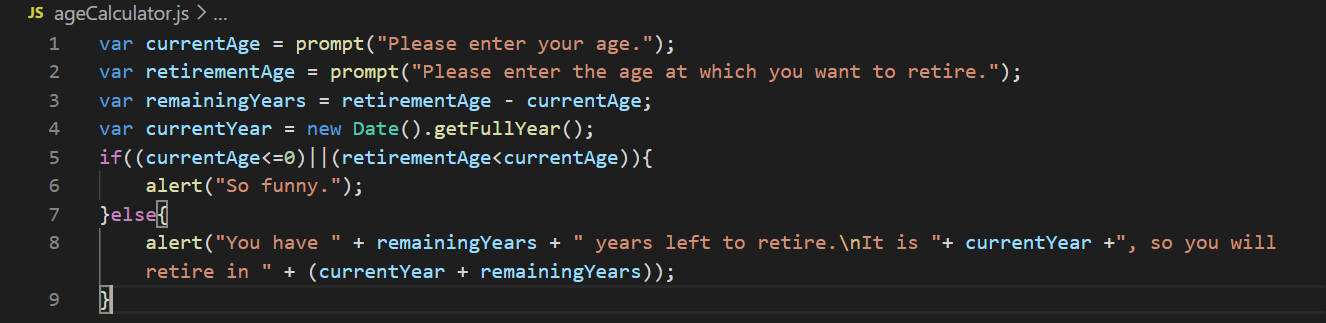 JS ageCalculator.js > ...
1 var currentAge = prompt("Please enter your age.");
2 var retirementAge = prompt("Please enter the age at which you want to retire.");
3 var remainingYears = retirementAge - currentAge;
4 var currentYear = new Date().getFullYear();
5 if((currentAge<=0)||(retirementAge<currentAge)){
6     alert("So funny.");
7 }else{
8     alert("You have " + remainingYears + " years left to retire.\nIt is "+ currentYear +", so you will
    retire in " + (currentYear + remainingYears));
9 }